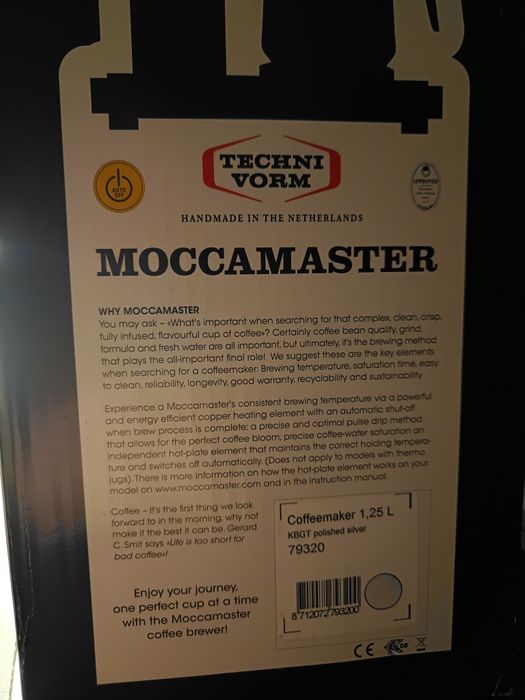 AUTO
OFF
TECHNI
VORM
APPROVED
HANDMADE IN THE NETHERLANDS
MOCCAMASTER
WHY MOCCAMASTER
You may ask – «What's important when searching for that complex, clean, crisp,
fully infused, flavourful cup of coffee»? Certainly coffee bean quality, grind,
formula and fresh water are all important, but ultimately, it's the brewing method
that plays the all-important final role! We suggest these are the key elements
when searching for a coffeemaker: Brewing temperature, saturation time, easy
to clean, reliability, longevity, good warranty, recyclability and sustainability
Experience a Moccamaster's consistent brewing temperature via a powerful
and energy efficient copper heating element with an automatic shut-off
when brew process is complete; a precise and optimal pulse drip method
that allows for the perfect coffee bloom, precise coffee-water saturation an
independent hot-plate element that maintains the correct holding tempera-
ture and switches off automatically. (Does not apply to models with thermo
jugs). There is more information on how the hot-plate element works on your
model on www.moccamaster.com and in the instruction manual.
Coffee – It's the first thing we look
forward to in the morning, why not
make it the best it can be. Gerard
C. Smit says «Life is too short for
bad coffee»!
Enjoy your journey,
one perfect cup at a time
with the Moccamaster
coffee brewer!
Coffeemaker 1,25 L
KBGT polished silver
79320
8 712072 793200
CE